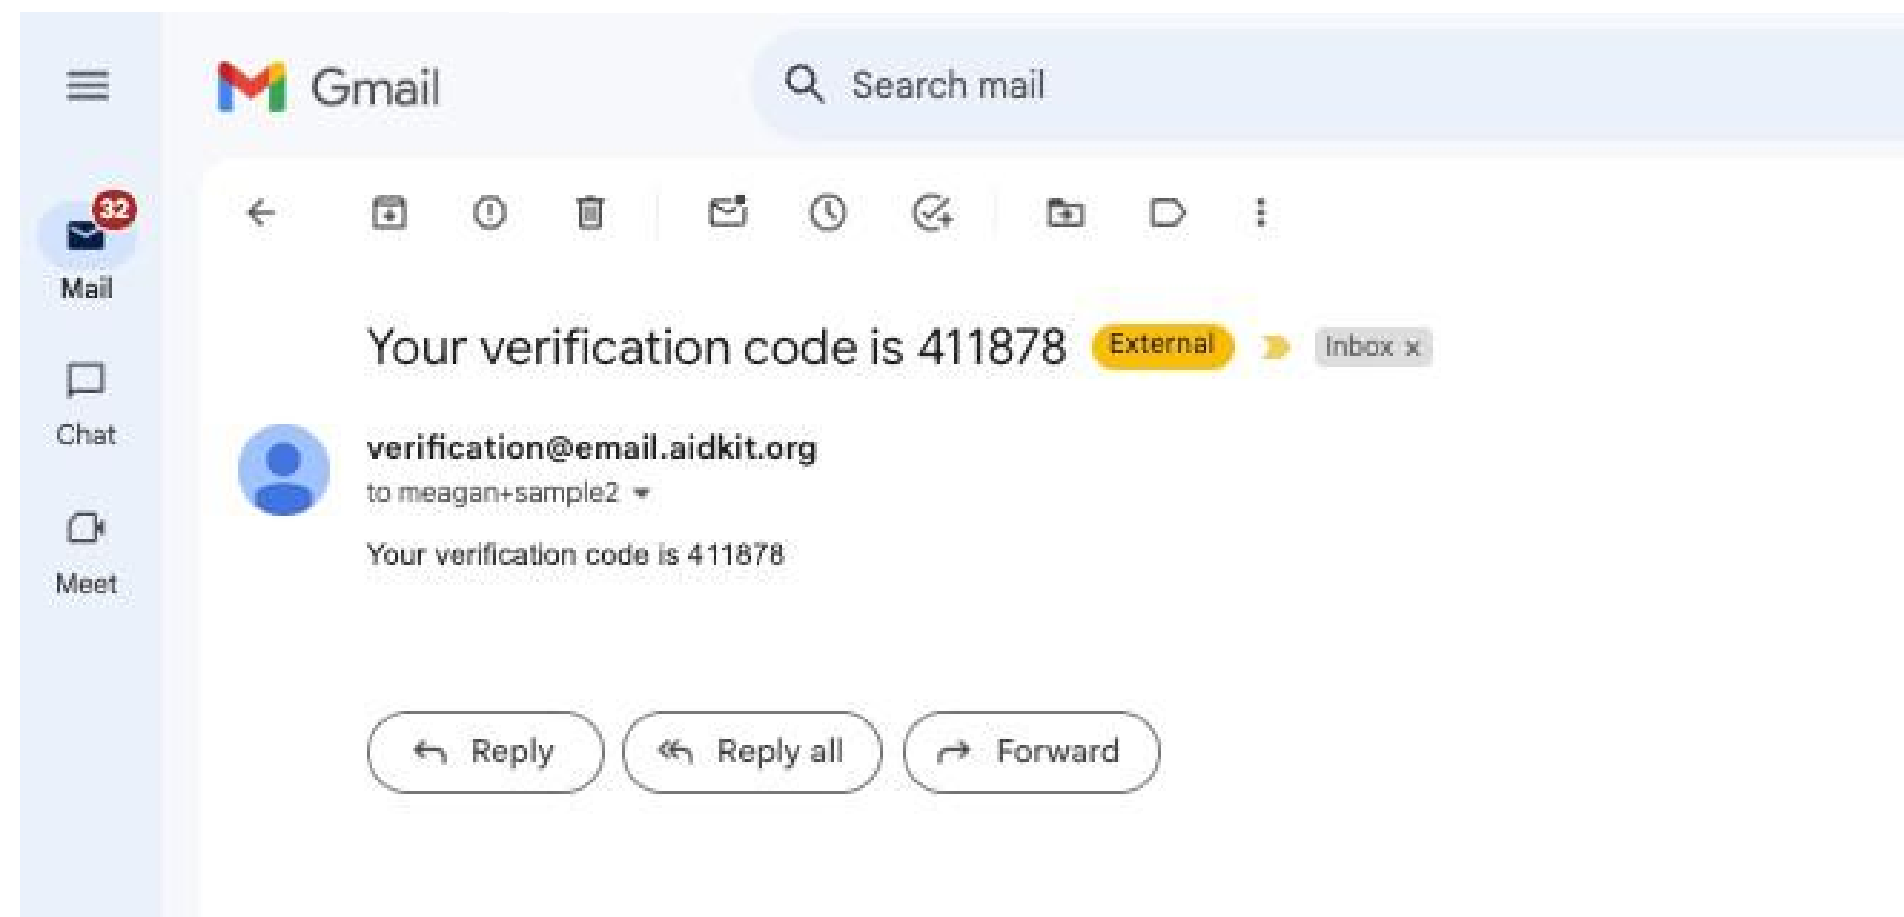 Gmail
Search mail
32
Mail
Your verification code is 411878 External Inbox x
Chat
verification@email.aidkit.org
to meagan+sample2
Your verification code is 411878
Meet
Reply Reply all Forward